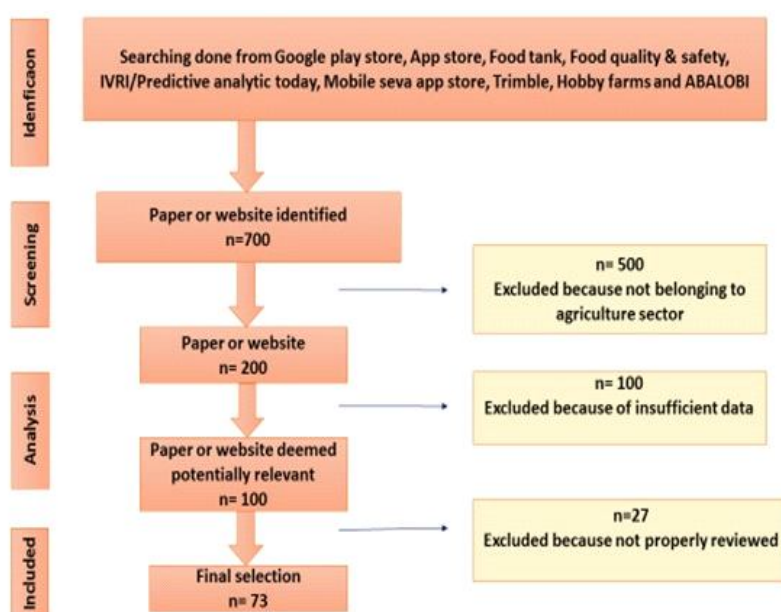 Idenficaon
Searching done from Google play store, App store, Food tank, Food quality & safety,
IVRI/Predictive analytic today, Mobile seva app store, Trimble, Hobby farms and ABALOBI
Screening
Paper or website identified
n=700
n= 500
Excluded because not belonging to
agriculture sector
Paper or website
n= 200
Analysis
n= 100
Excluded because of insufficient data
Paper or website deemed
potentially relevant
n= 100
n=27
Excluded because not properly reviewed
Included
Final selection
n= 73